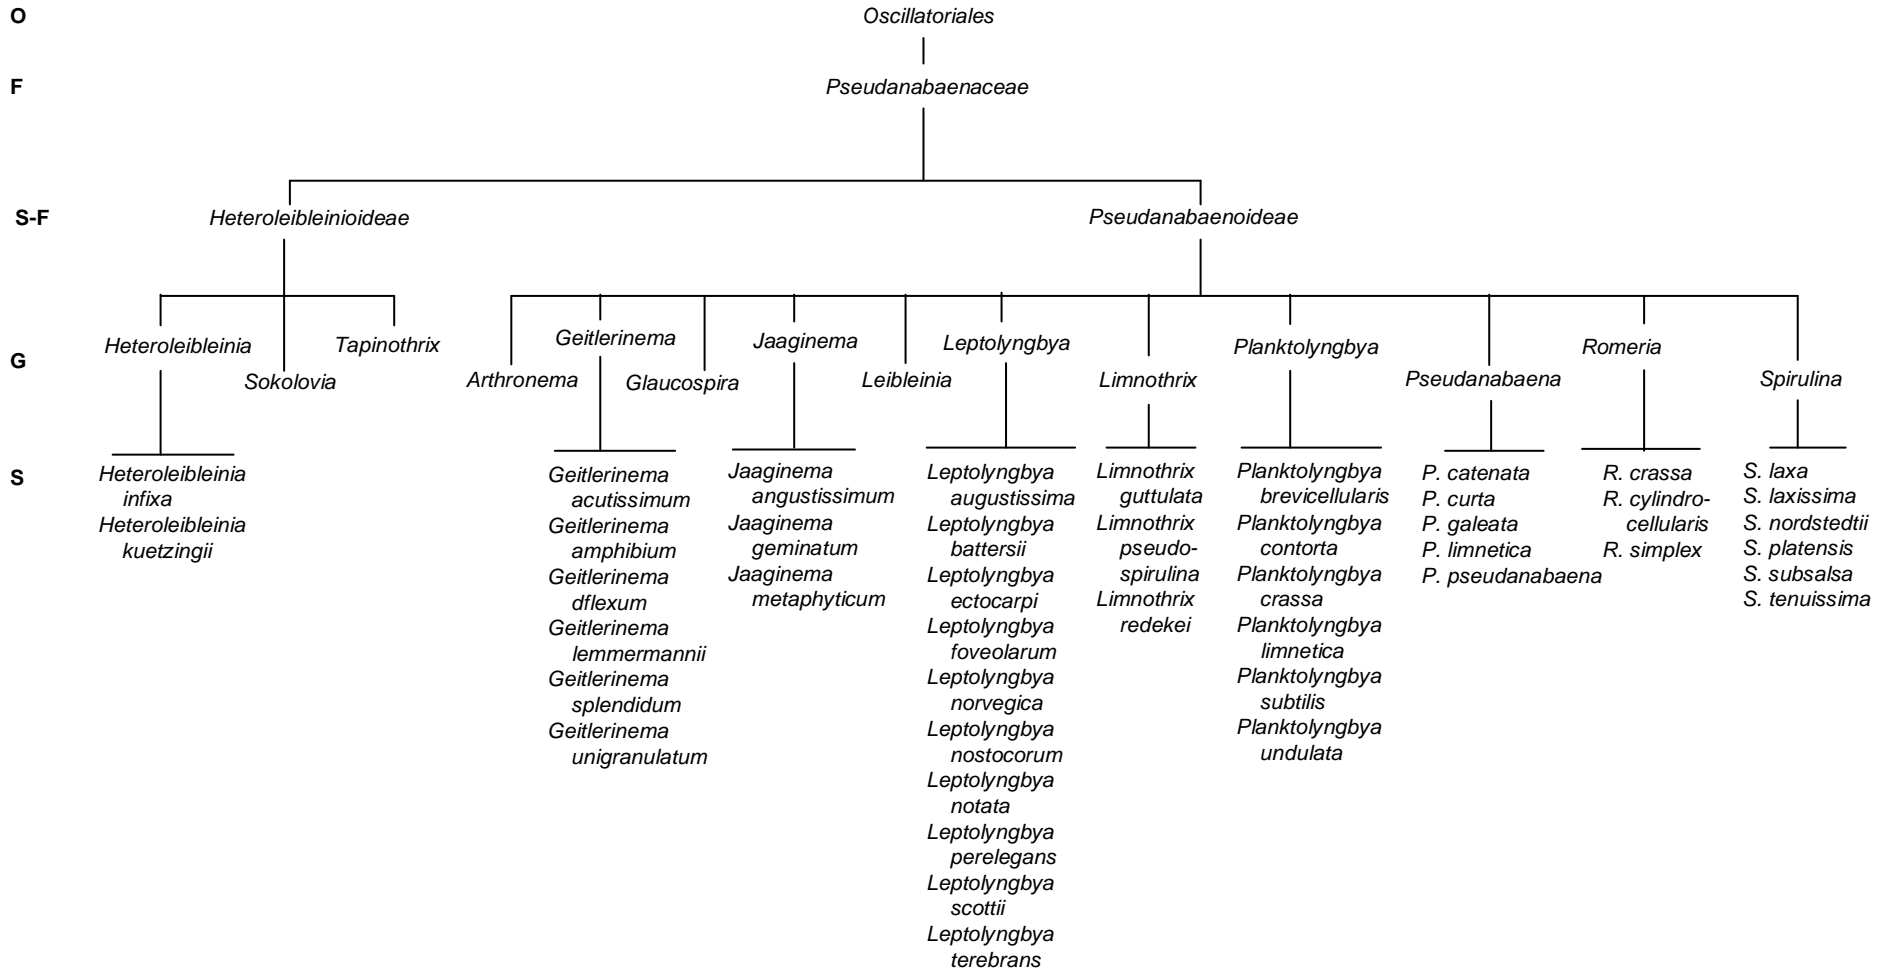 O
Oscillatoriales
F
Pseudanabaenaceae
S-F
Heteroleibleinioideae
Pseudanabaenoideae
G
Heteroleibleinia
Sokolovia
Tapinothrix
Arthronema
Geitlerinema
Glaucospira
Jaaginema
Leibleinia
Leptolyngbya
Limnothrix
Planktolyngbya
Pseudanabaena
Romeria
Spirulina
S
Heteroleibleinia
infixa
Heteroleibleinia
kuetzingii
Geitlerinema
acutissimum
Geitlerinema
amphibium
Geitlerinema
dflexum
Geitlerinema
lemmermannii
Geitlerinema
splendidum
Geitlerinema
unigranulatum
Jaaginema
angustissimum
Jaaginema
geminatum
Jaaginema
metaphyticum
Leptolyngbya
augustissima
Leptolyngbya
battersii
Leptolyngbya
ectocarpi
Leptolyngbya
foveolarum
Leptolyngbya
norvegica
Leptolyngbya
nostocorum
Leptolyngbya
notata
Leptolyngbya
perelegans
Leptolyngbya
scottii
Leptolyngbya
terebrans
Limnothrix
guttulata
Limnothrix
pseudo-
spirulina
Limnothrix
redekei
Planktolyngbya
brevicellularis
Planktolyngbya
contorta
Planktolyngbya
crassa
Planktolyngbya
limnetica
Planktolyngbya
subtilis
Planktolyngbya
undulata
P. catenata
P. curta
P. galeata
P. limnetica
P. pseudanabaena
R. crassa
R. cylindro-
cellularis
R. simplex
S. laxa
S. laxissima
S. nordstedtii
S. platensis
S. subsalsa
S. tenuissima